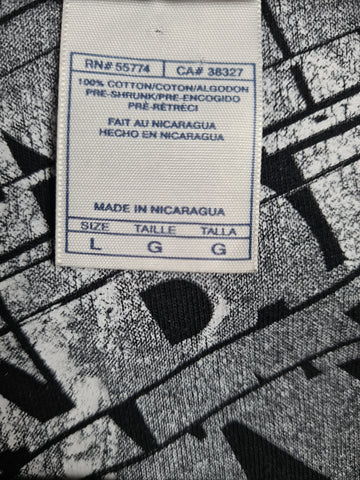 RN# 55774 CA# 38327
100% COTTON/COTON/ALGODON
PRE-SHRUNK/PRE-ENCOGIDO
PRÉ-RÉTRÉCI
FAIT AU NICARAGUA
HECHO EN NICARAGUA
MADE IN NICARAGUA
SIZE TAILLE TALLA
L G G